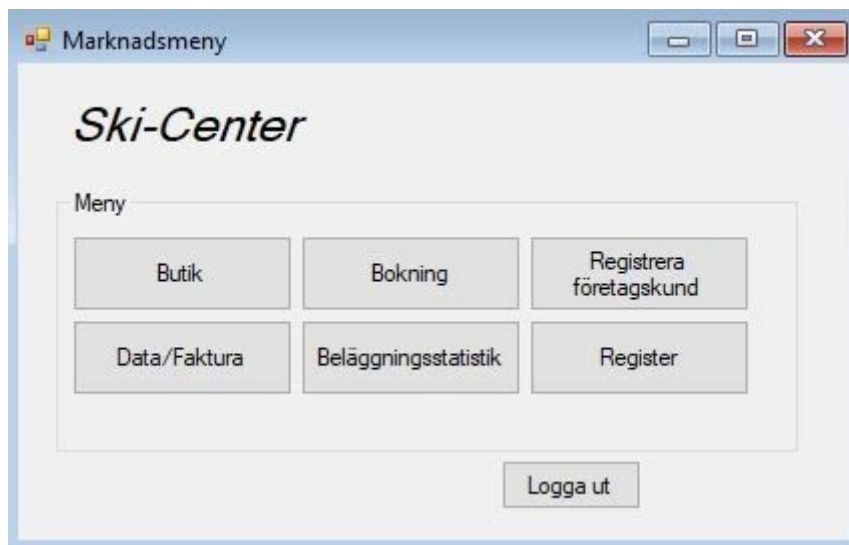 Marknadsmeny
Ski-Center
Meny
Butik
Bokning
Registrera
företagskund
Data/Faktura
Beläggningsstatistik
Register
Logga ut